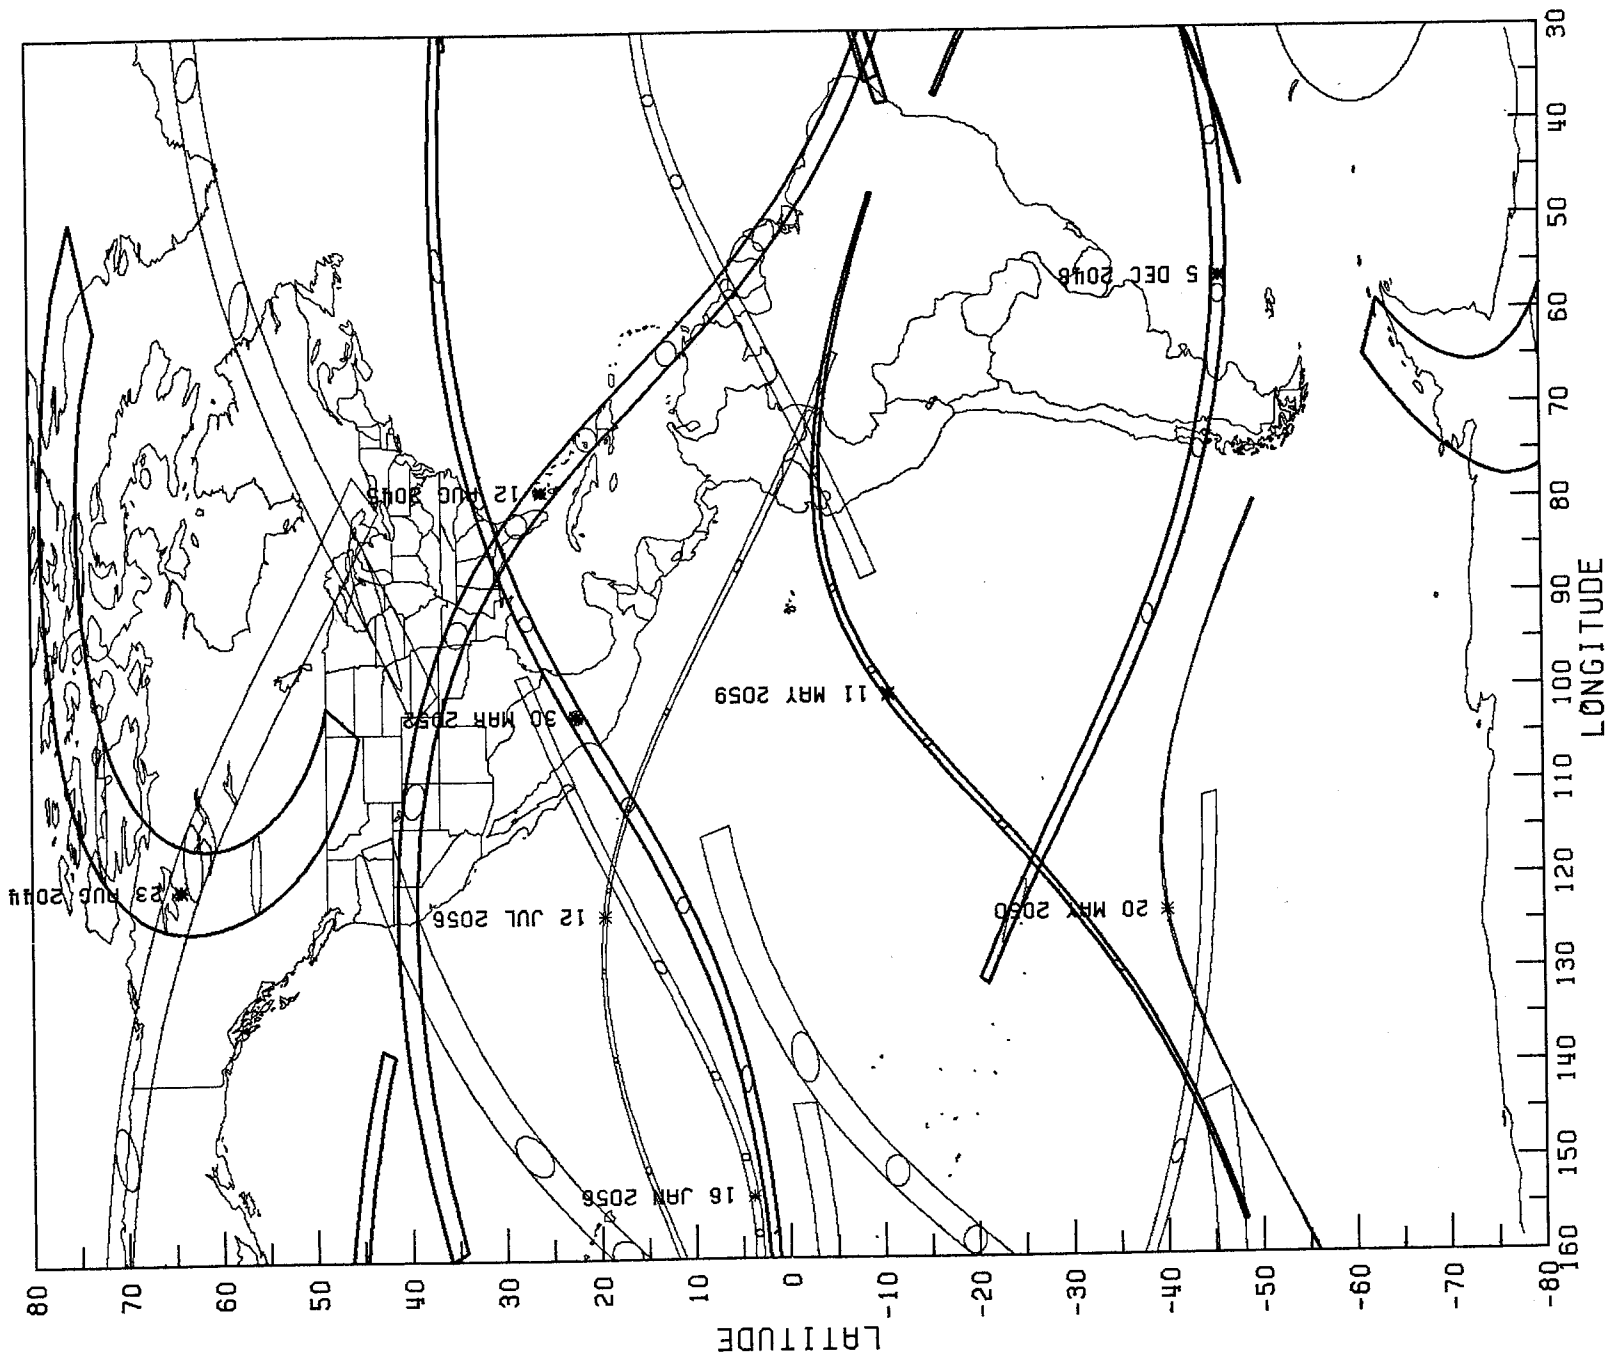 30
40
50
5 DEC 2048
60
70
12 AUG 2045
80
90
LONGITUDE
11 MAY 2059
100
30 MAR 2052
110
23 AUG 2044
120
20 MAY 2050
12 JUL 2056
130
140
150
16 JAN 2056
160
80 70 60 50 40 30 20 10 0 -10 -20 -30 -40 -50 -60 -70 -80
LATITUDE